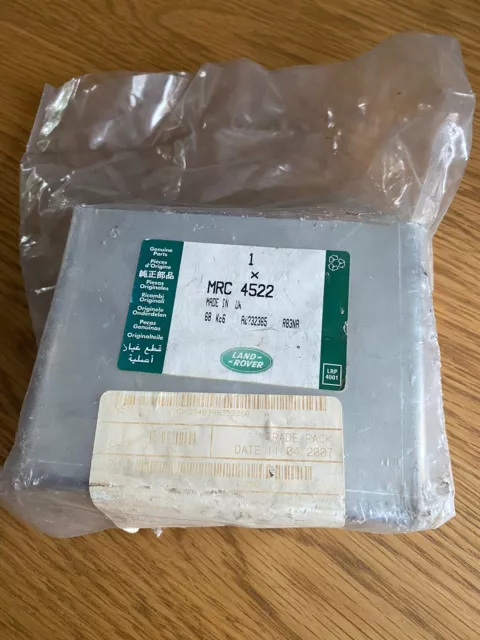 Genuine
Parts
Pièces
d'Origine
純正部品
Piezas
Originales
Ricambi
Originali
Originele
Onderdelen
Peças
Genuínas
Originalteile
قطع غيار
أصلية
1
×
MRC 4522
MADE IN UK
LAND-
ROVER
LRP
4001
TRADE PACK
DATE 11.04.2007